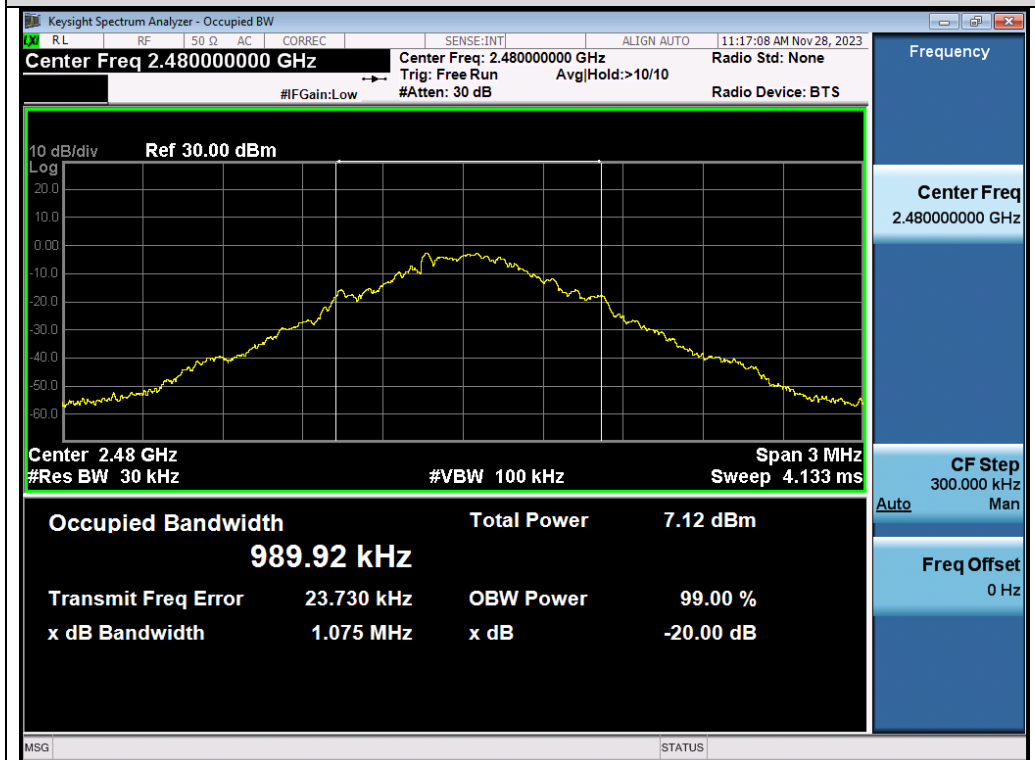 Keysight Spectrum Analyzer - Occupied BW
LXI RL RF 50 Ω AC CORREC SENSE:INT ALIGN AUTO 11:17:08 AM Nov 28, 2023
Center Freq 2.480000000 GHz
Center Freq: 2.480000000 GHz
Radio Std: None
Trig: Free Run Avg|Hold:>10/10
#IFGain:Low
#Atten: 30 dB
Radio Device: BTS
Frequency
10 dB/div Ref 30.00 dBm
Log
20.0
10.0
0.00
-10.0
-20.0
-30.0
-40.0
-50.0
-60.0
Center 2.48 GHz Span 3 MHz
#Res BW 30 kHz #VBW 100 kHz Sweep 4.133 ms
Occupied Bandwidth Total Power 7.12 dBm
989.92 kHz
Transmit Freq Error 23.730 kHz OBW Power 99.00 %
x dB Bandwidth 1.075 MHz x dB -20.00 dB
Center Freq
2.480000000 GHz
CF Step
300.000 kHz
Auto Man
Freq Offset
0 Hz
MSG STATUS